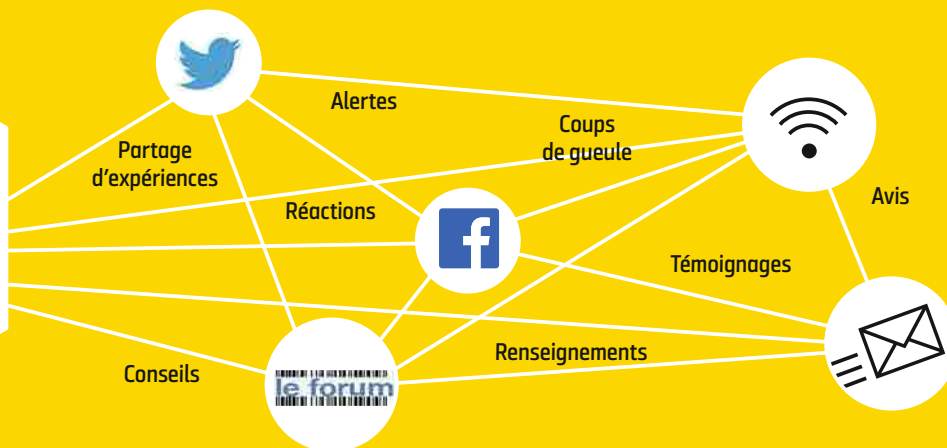 Alertes
Coups
de gueule
Partage
d'expériences
Avis
Réactions
f
Témoignages
Renseignements
Conseils
le forum